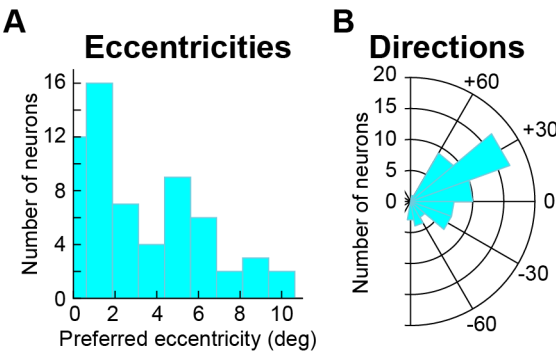 A
Eccentricities
Number of neurons
16
12
8
4
0
0 2 4 6 8 10
Preferred eccentricity (deg)
B
Directions
Number of neurons
20
15
10
5
0
+60
+30
0
-30
-60